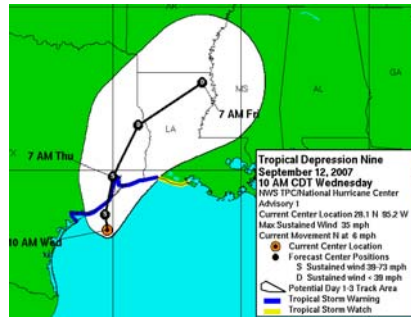 AR
MS
AL
LA
7 AM Fri
7 AM Thu
10 AM Wed
Tropical Depression Nine
September 12, 2007
10 AM CDT Wednesday
NWS TPC/National Hurricane Center
Advisory 1
Current Center Location 28.1 N 95.2 W
Max Sustained Wind 35 mph
Current Movement N at 6 mph
Current Center Location
Forecast Center Positions
S Sustained wind 39-73 mph
D Sustained wind < 39 mph
Potential Day 1-3 Track Area
Tropical Storm Warning
Tropical Storm Watch